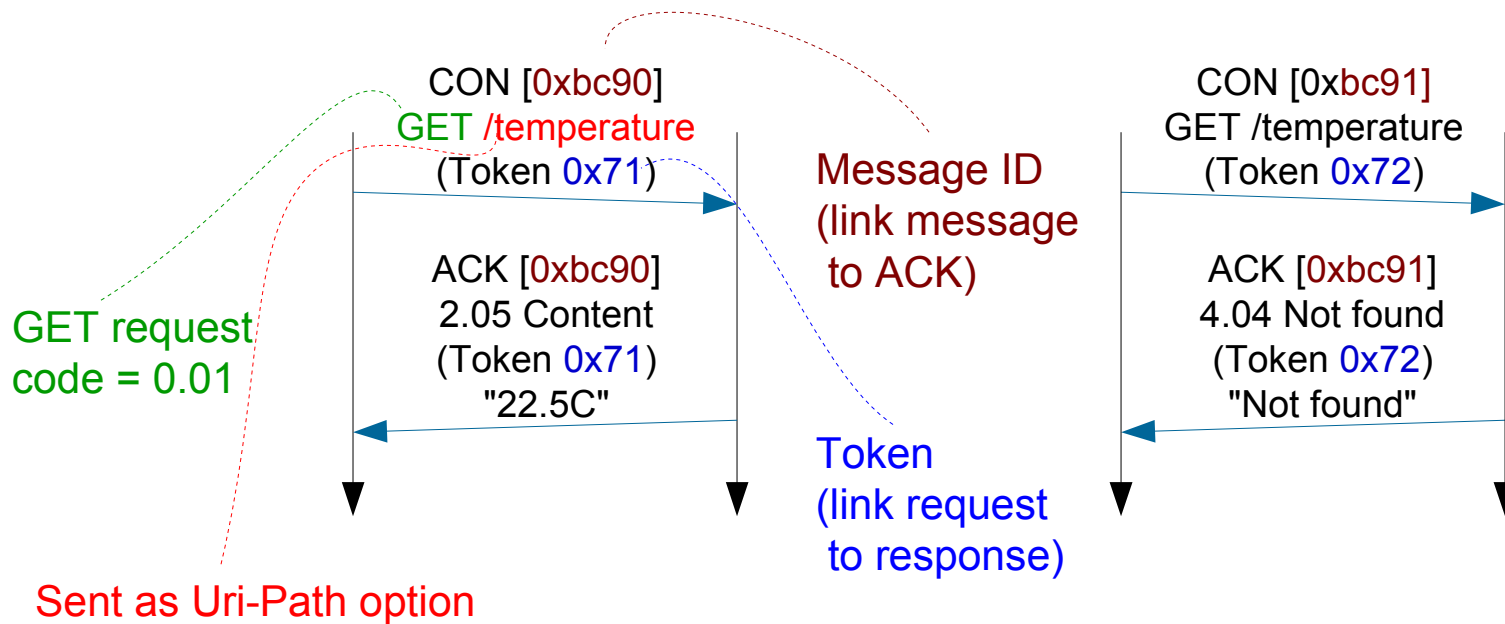 CON [0xbc90]
GET /temperature
(Token 0x71)
ACK [0xbc90]
2.05 Content
(Token 0x71)
"22.5C"
GET request
code = 0.01
Sent as Uri-Path option
Message ID
(link message
to ACK)
Token
(link request
to response)
CON [0xbc91]
GET /temperature
(Token 0x72)
ACK [0xbc91]
4.04 Not found
(Token 0x72)
"Not found"